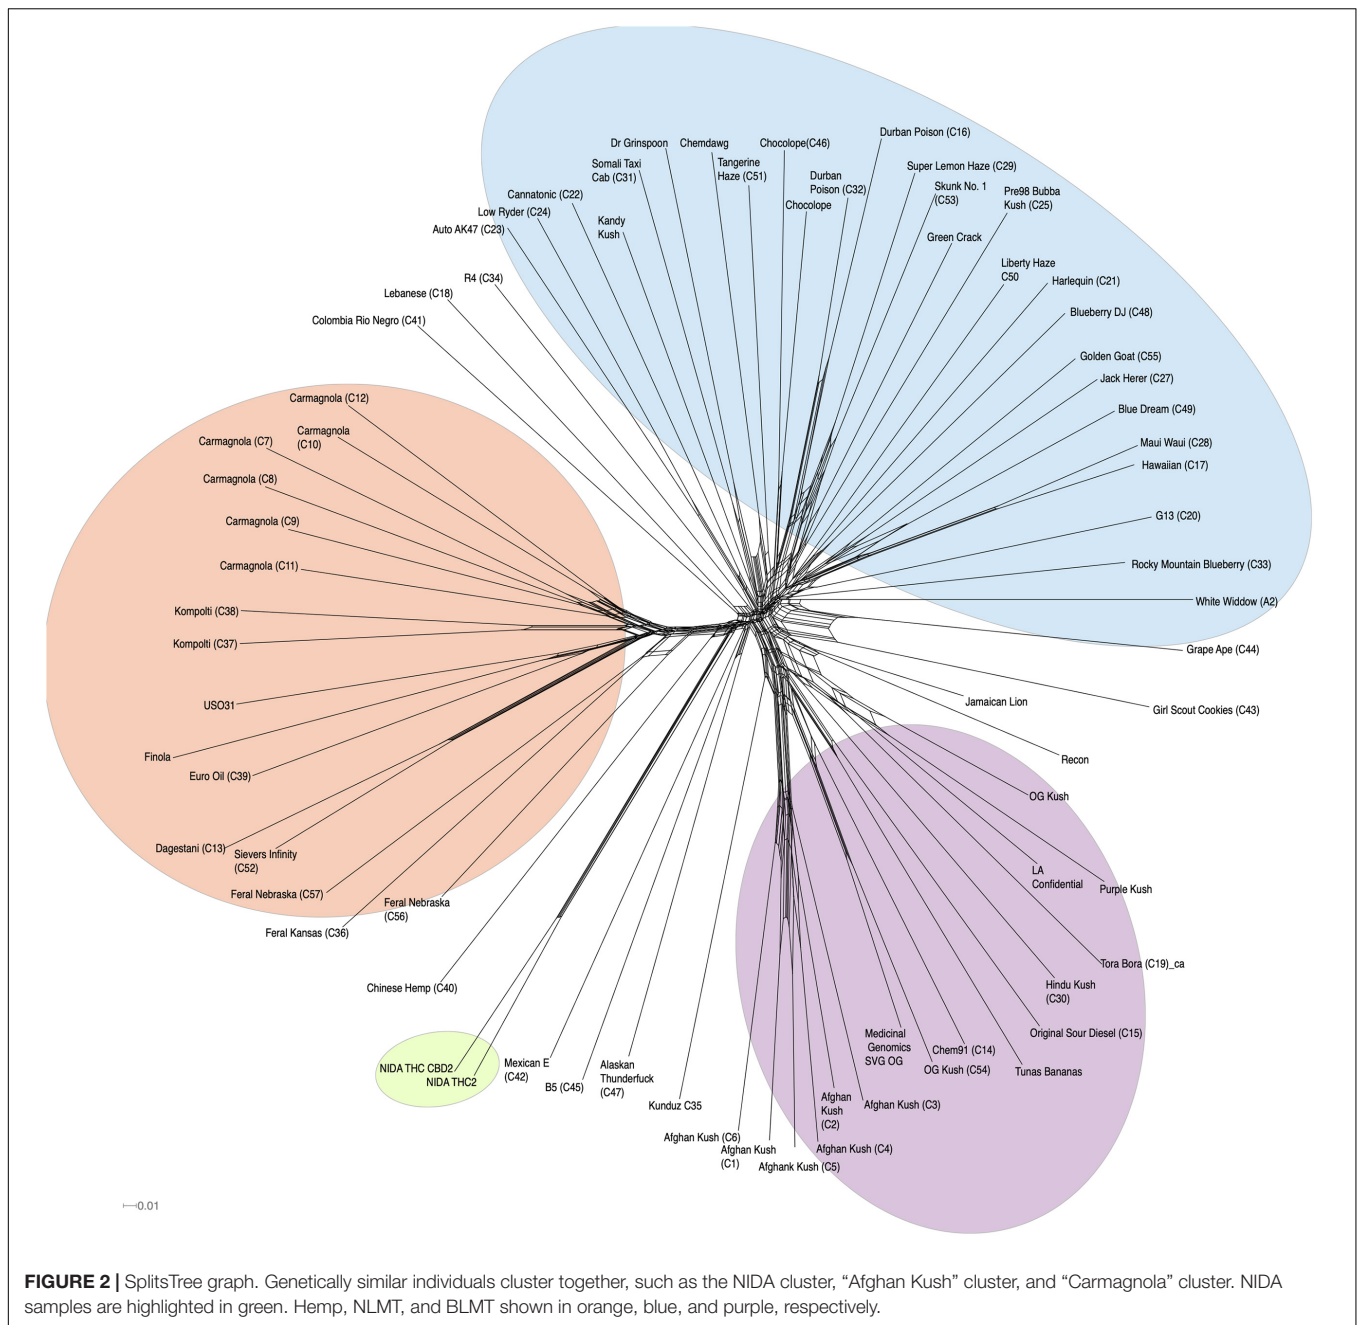 Durban Poison (C16)
Dr Grinspoon
Chemdawg
Chocolope(C46)
Somali Taxi
Cab (C31)
Tangerine
Haze (C51)
Super Lemon Haze (C29)
Durban
Poison (C32)
Skunk No. 1
(C53)
Pre98 Bubba
Kush (C25)
Cannatonic (C22)
Chocolope
Low Ryder (C24)
Kandy
Kush
Auto AK47 (C23)
Green Crack
Liberty Haze
C50
R4 (C34)
Harlequin (C21)
Lebanese (C18)
Blueberry DJ (C48)
Colombia Rio Negro (C41)
Golden Goat (C55)
Jack Herer (C27)
Carmagnola (C12)
Blue Dream (C49)
Carmagnola
(C10)
Carmagnola (C7)
Maui Waui (C28)
Hawaiian (C17)
Carmagnola (C8)
G13 (C20)
Carmagnola (C9)
Carmagnola (C11)
Rocky Mountain Blueberry (C33)
White Widdow (A2)
Kompolti (C38)
Kompolti (C37)
Grape Ape (C44)
USO31
Jamaican Lion
Girl Scout Cookies (C43)
Finola
Recon
Euro Oil (C39)
OG Kush
Dagestani (C13)
Sievers Infinity
(C52)
LA
Confidential
Purple Kush
Feral Nebraska (C57)
Feral Nebraska
(C56)
Feral Kansas (C36)
Tora Bora (C19)_ca
Chinese Hemp (C40)
Hindu Kush
(C30)
Original Sour Diesel (C15)
Medicinal
Genomics
SVG OG
Chem91 (C14)
OG Kush (C54)
Tunas Bananas
NIDA THC CBD2
NIDA THC2
Mexican E
(C42)
B5 (C45)
Alaskan
Thunderfuck
(C47)
Kunduz C35
Afghan
Kush
(C2)
Afghan Kush (C3)
Afghan Kush (C6)
Afghan Kush
(C1)
Afghan Kush (C4)
Afghank Kush (C5)
0.01
FIGURE 2 | SplitsTree graph. Genetically similar individuals cluster together, such as the NIDA cluster, “Afghan Kush” cluster, and “Carmagnola” cluster. NIDA
samples are highlighted in green. Hemp, NLMT, and BLMT shown in orange, blue, and purple, respectively.